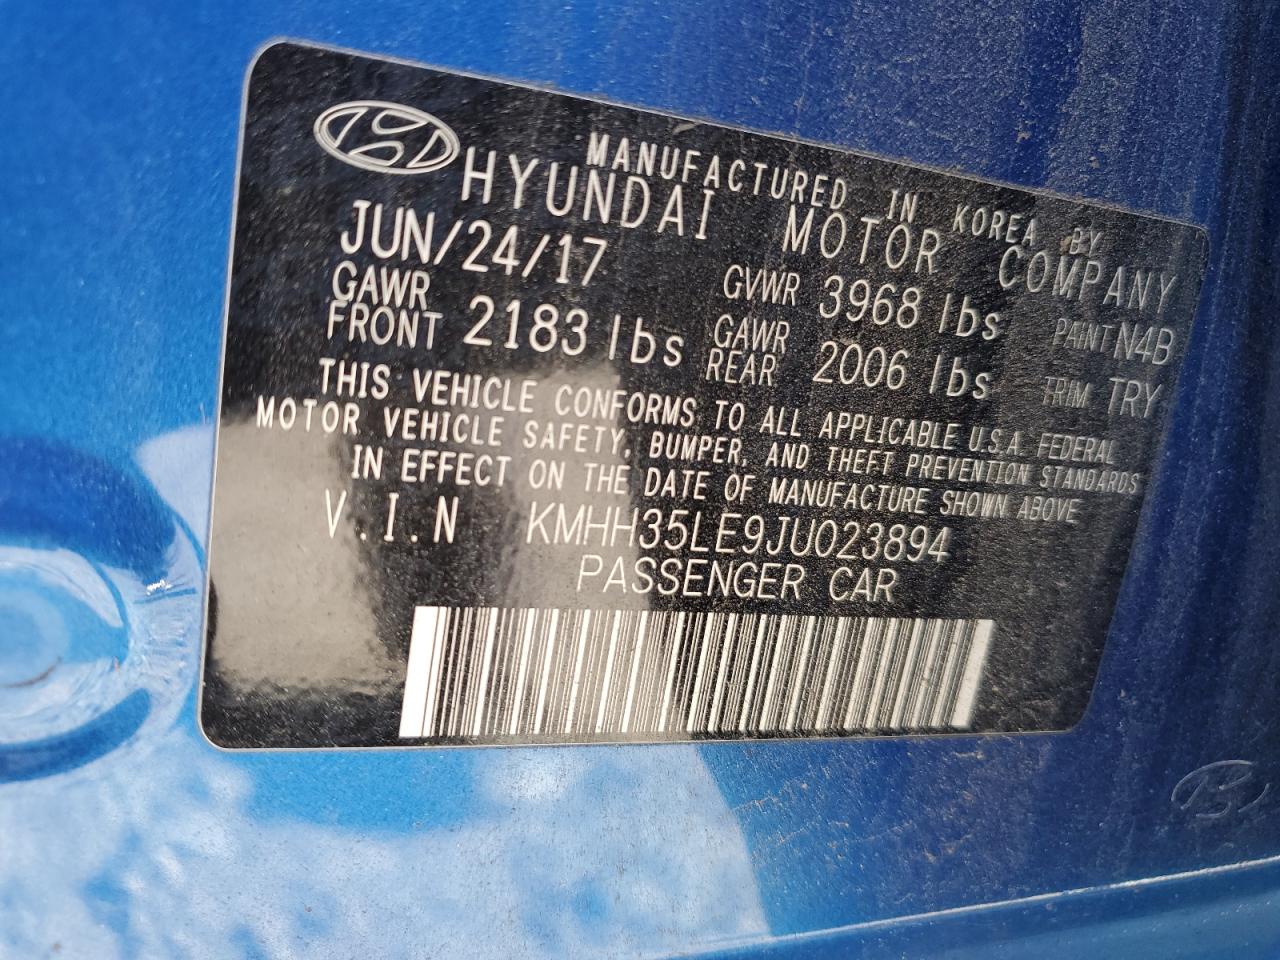 MANUFACTURED IN KOREA BY
HYUNDAI MOTOR COMPANY
JUN/24/17 GVWR 3968 lbs PAINT N4B
GAWR FRONT 2183 lbs GAWR REAR 2006 lbs TRIM TRY
THIS VEHICLE CONFORMS TO ALL APPLICABLE U.S.A. FEDERAL
MOTOR VEHICLE SAFETY, BUMPER, AND THEFT PREVENTION STANDARDS
IN EFFECT ON THE DATE OF MANUFACTURE SHOWN ABOVE
V.I.N KMHH35LE9JU023894
PASSENGER CAR